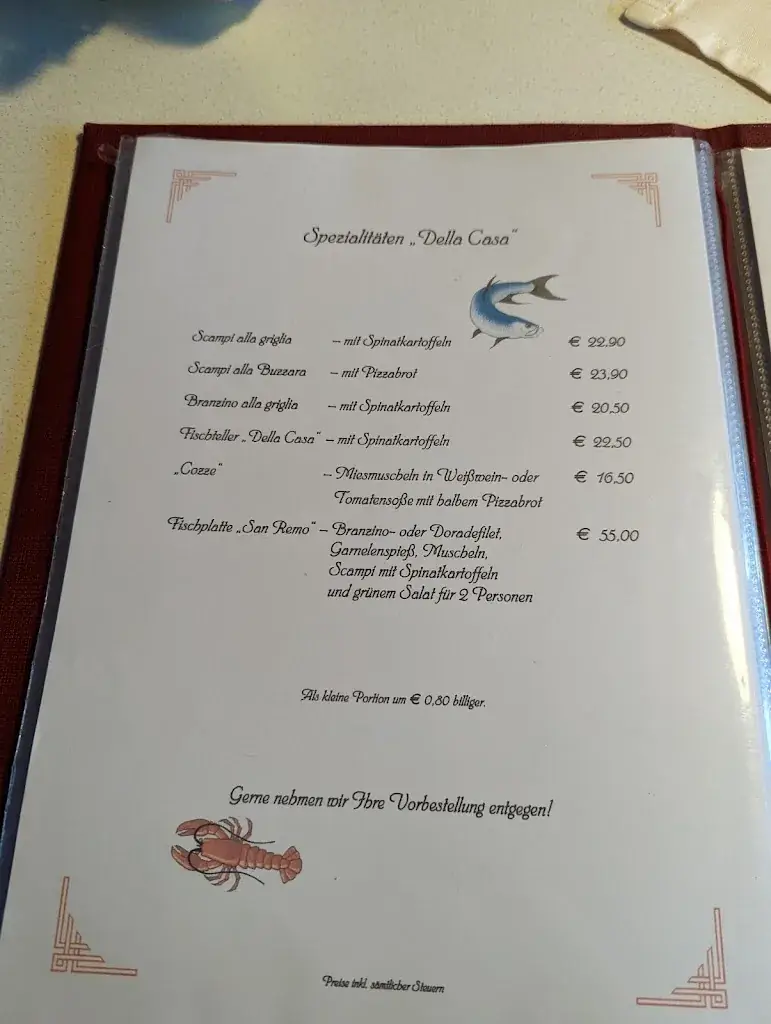 Spezialitäten „Della Casa“
Scampi alla griglia – mit Spinatkartoffeln € 22.90
Scampi alla Buzzara – mit Pizzabrot € 23,90
Branzino alla griglia – mit Spinatkartoffeln € 20,50
Fischteller „Della Casa“ – mit Spinatkartoffeln € 22,50
„Cozze“ – Miesmuscheln in Weißwein- oder € 16,50
Tomatensoße mit halbem Pizzabrot
Fischplatte „San Remo“ – Branzino- oder Doradefilet, € 55,00
Garnelenspieß, Muscheln,
Scampi mit Spinatkartoffeln
und grünem Salat für 2 Personen
Als kleine Portion um € 0,80 billiger.
Gerne nehmen wir Ihre Vorbestellung entgegen!
Preise inkl. sämtlicher Steuern